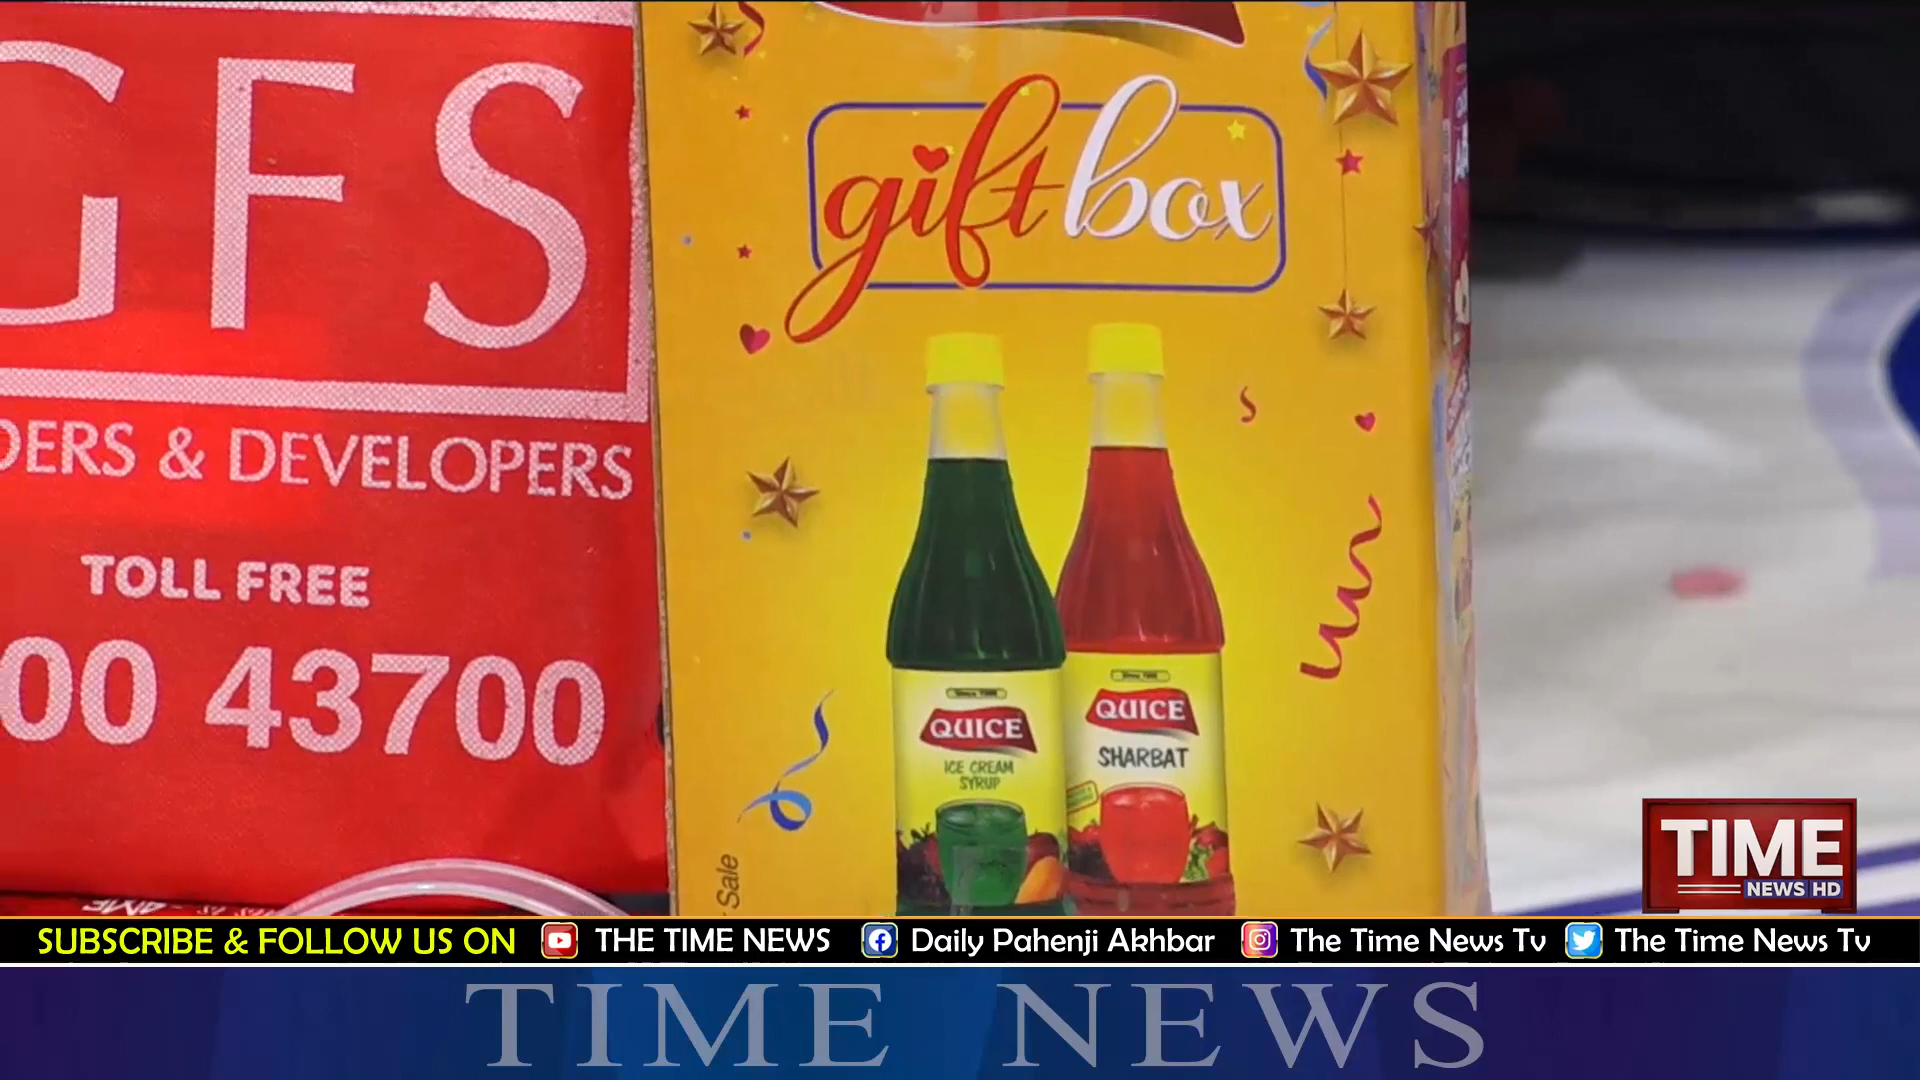 GFS
DERS & DEVELOPERS
TOLL FREE
00 43700
gift box
QUICE
ICE CREAM
SYRUP
QUICE
SHARBAT
Sale
TIME
NEWS HD
SUBSCRIBE & FOLLOW US ON THE TIME NEWS Daily Pahenji Akhbar The Time News Tv The Time News Tv
TIME NEWS